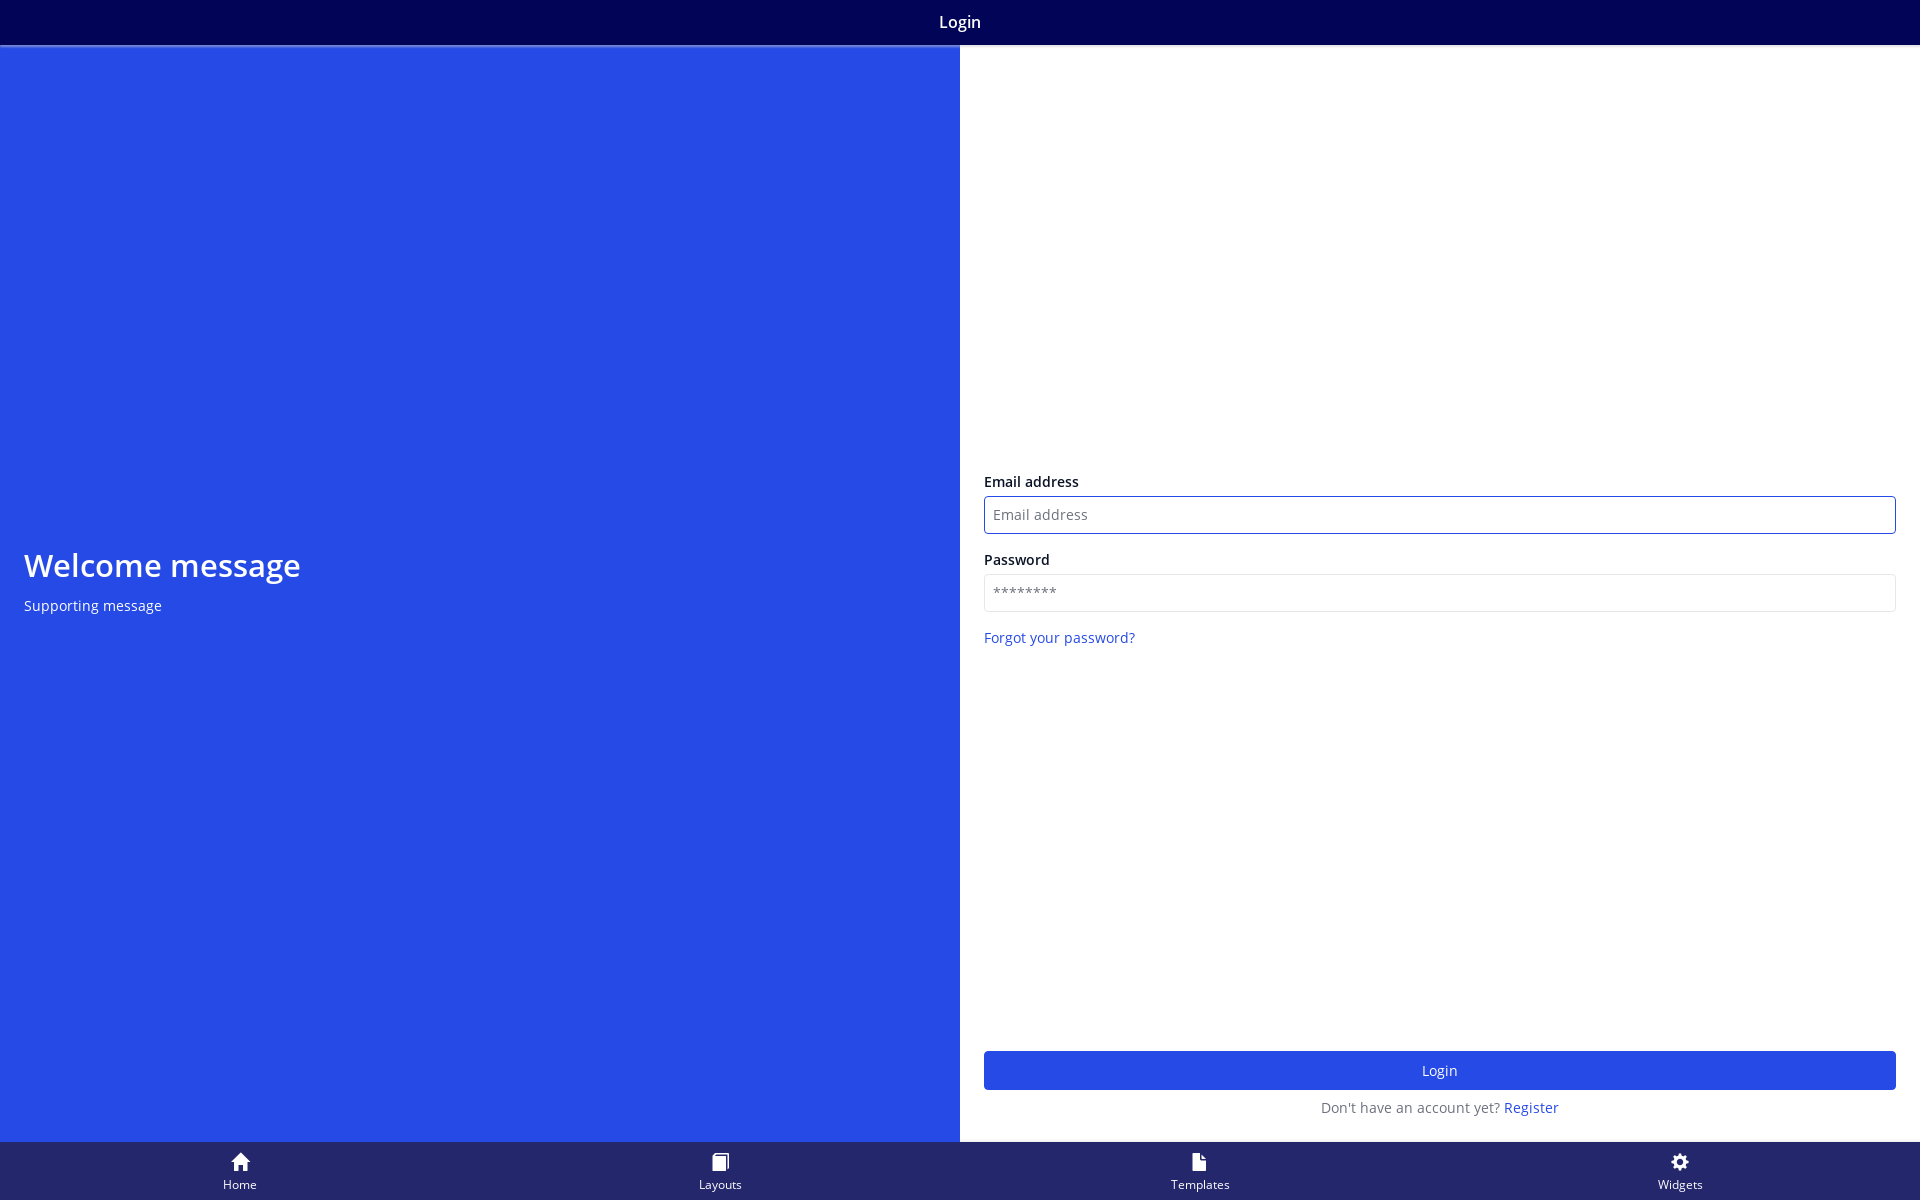 Login
Welcome message
Supporting message
Email address
Email address
Password
********
Forgot your password?
Login
Don't have an account yet? Register
Home
Layouts
Templates
Widgets